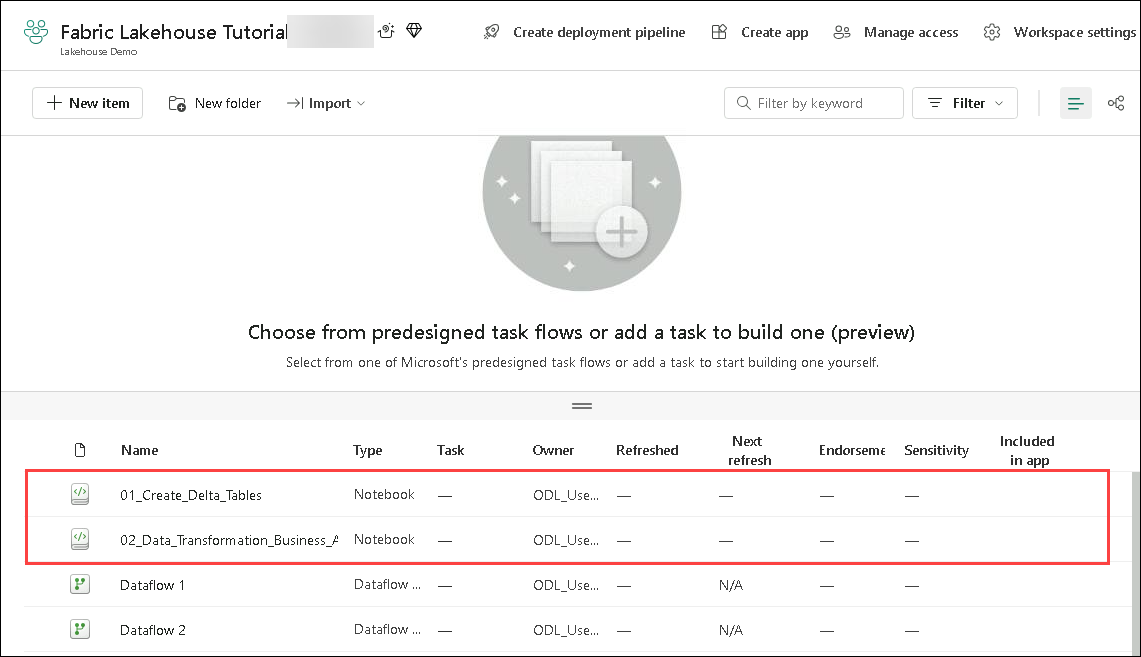 Fabric Lakehouse Tutorial
Lakehouse Demo
Create deployment pipeline
Create app
Manage access
Workspace settings
New item
New folder
Import
Filter by keyword
Filter
Choose from predesigned task flows or add a task to build one (preview)
Select from one of Microsoft's predesigned task flows or add a task to start building one yourself.
Name Type Task Owner Refreshed Next refresh Endorseme Sensitivity Included in app
01_Create_Delta_Tables Notebook — ODL_Use... — — — —
02_Data_Transformation_Business_A Notebook — ODL_Use... — — — —
Dataflow 1 Dataflow ... — ODL_Use... — N/A — —
Dataflow 2 Dataflow ... — ODL_Use... — N/A — —